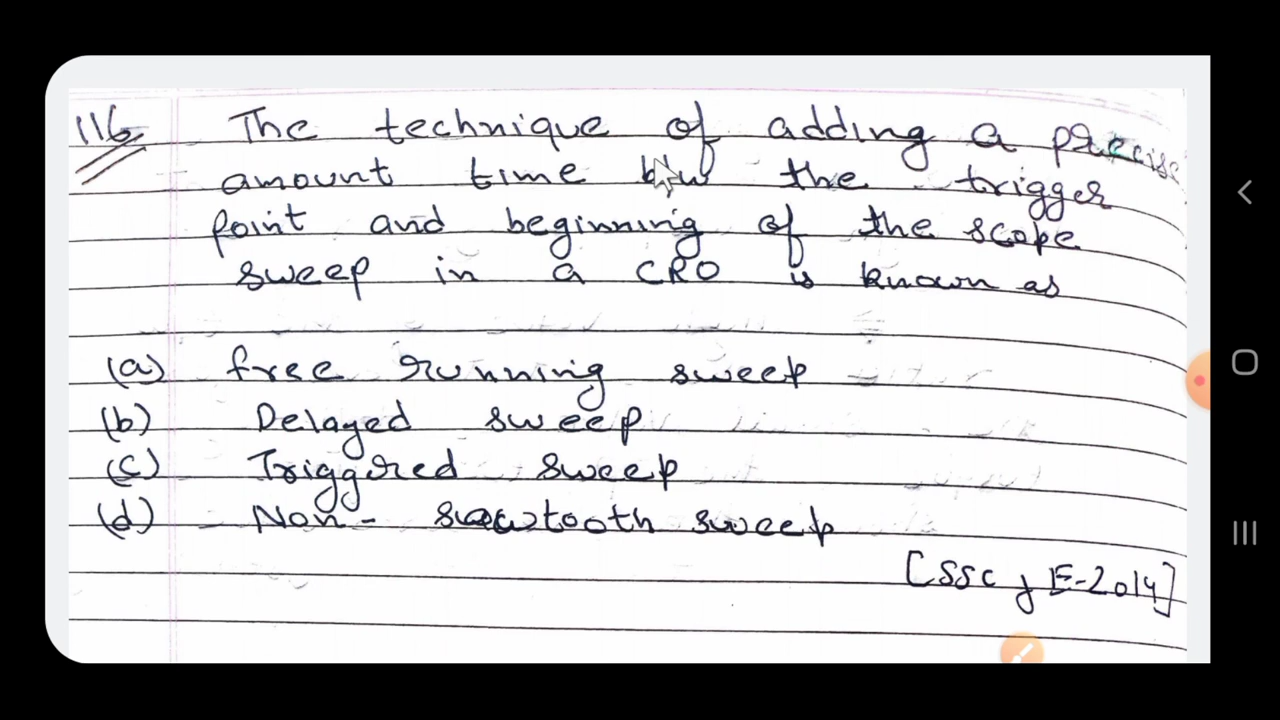 116 The technique of adding a precise
amount time b/w the trigger
point and beginning of the scope
sweep in a CRO is known as
(a) free running sweep
(b) Delayed sweep
(c) Triggered sweep
(d) Non- sawtooth sweep
[SSC JE-2014]